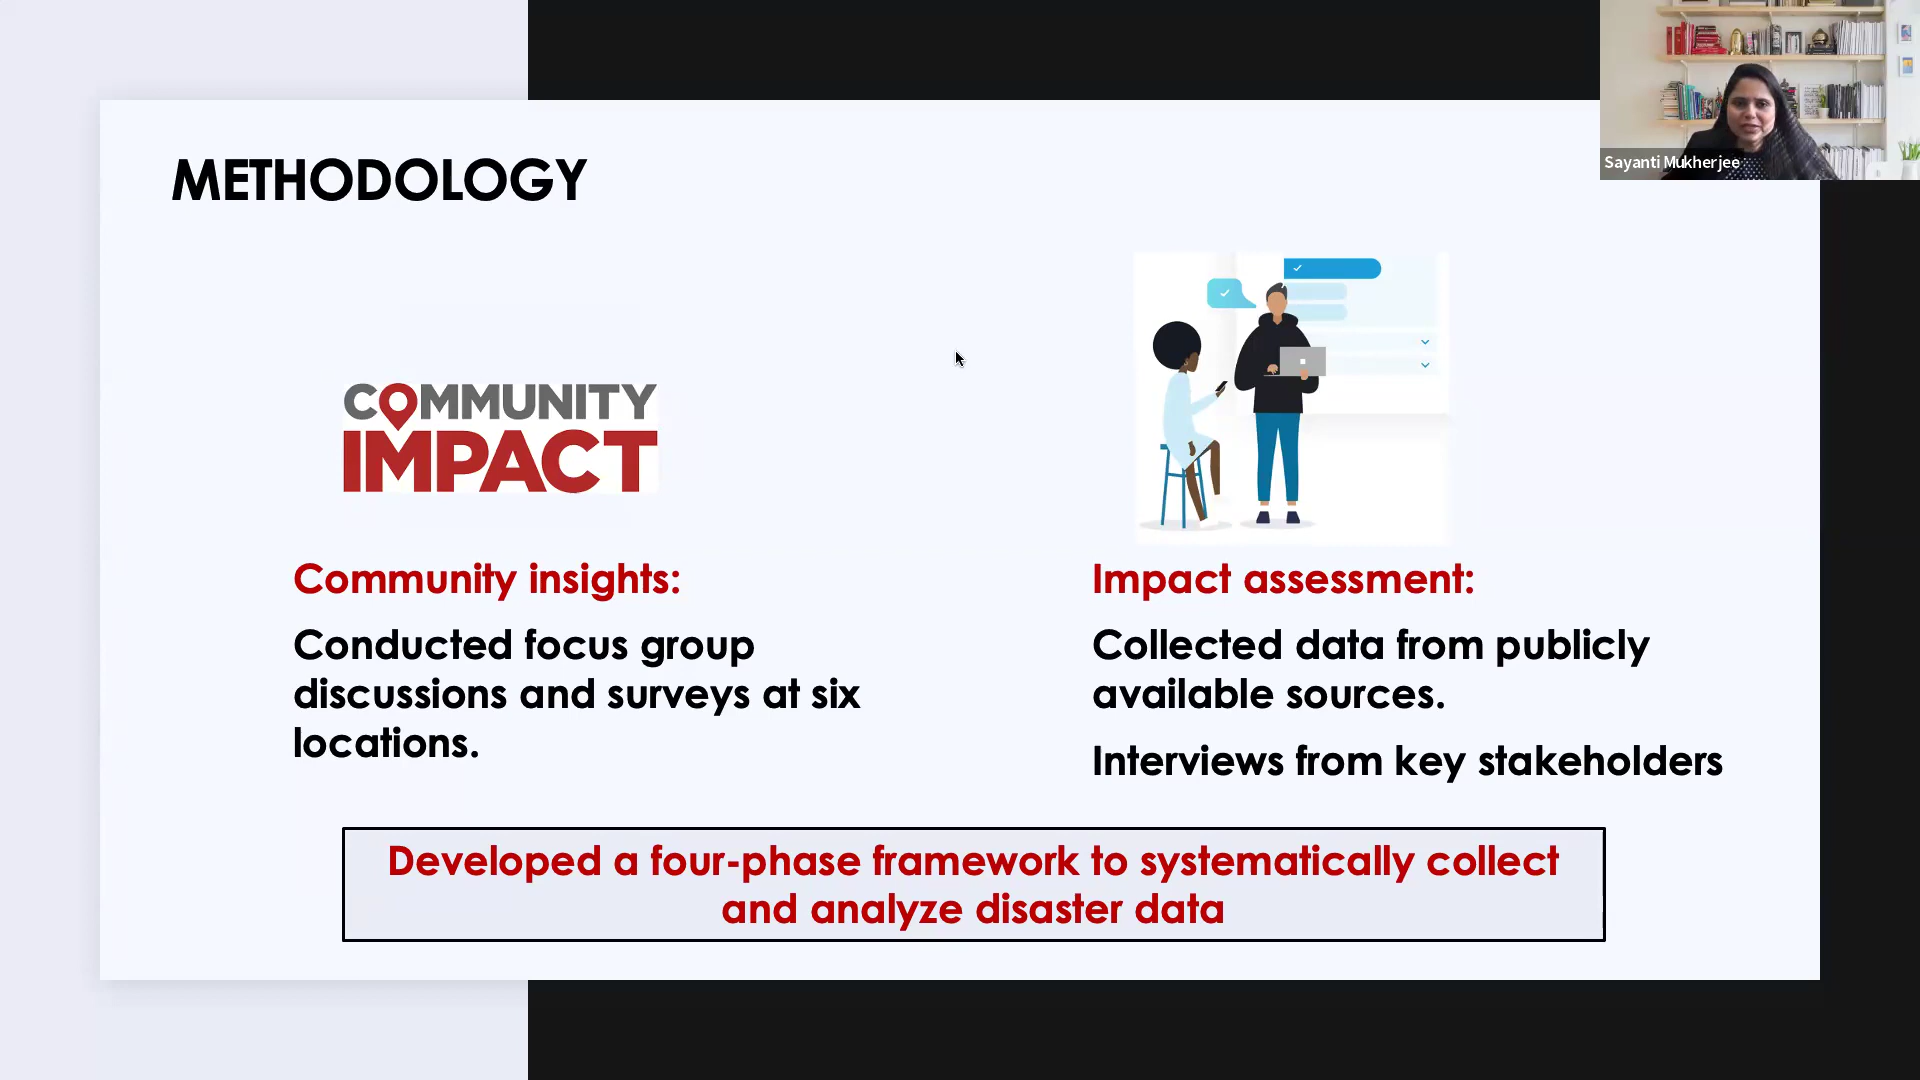 METHODOLOGY
Sayanti Mukherjee
COMMUNITY
IMPACT
Community insights:
Conducted focus group
discussions and surveys at six
locations.
Impact assessment:
Collected data from publicly
available sources.
Interviews from key stakeholders
Developed a four-phase framework to systematically collect
and analyze disaster data